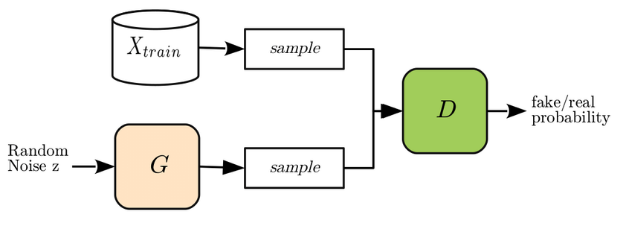 X_train
sample
D
fake/real
probability
Random
Noise z
G
sample